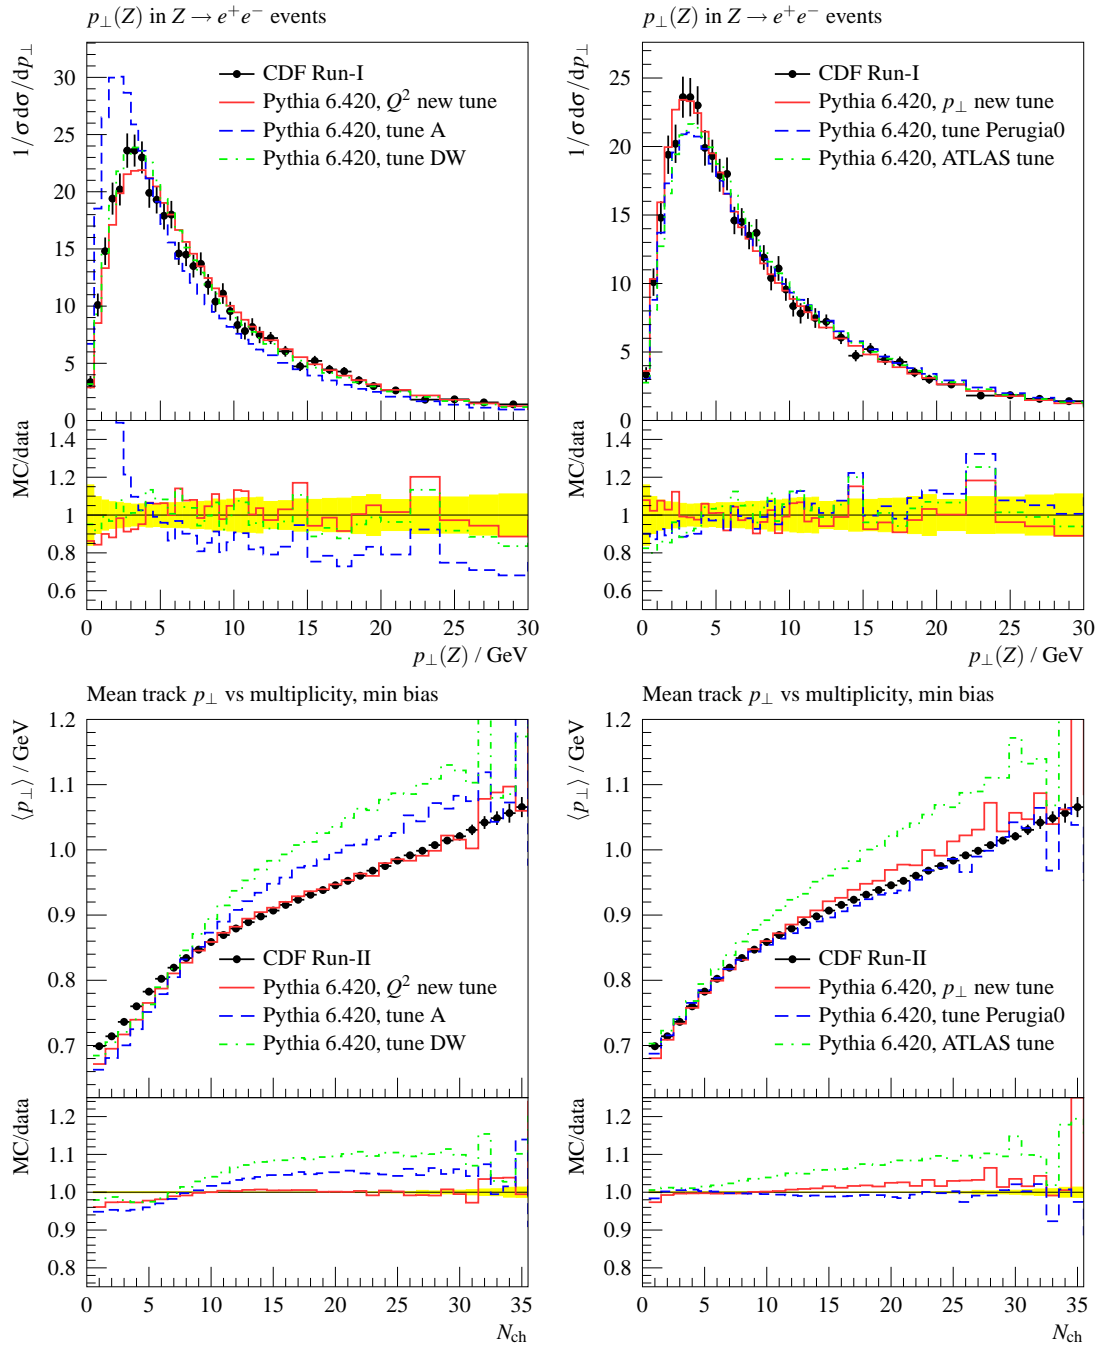 p⊥(Z) in Z → e+e− events
1/σ dσ/dp⊥
30
25
20
15
10
5
0
CDF Run-I
Pythia 6.420, Q² new tune
Pythia 6.420, tune A
Pythia 6.420, tune DW
MC/data
1.4
1.2
1
0.8
0.6
0 5 10 15 20 25 30
p⊥(Z) / GeV
p⊥(Z) in Z → e+e− events
1/σ dσ/dp⊥
25
20
15
10
5
0
CDF Run-I
Pythia 6.420, p⊥ new tune
Pythia 6.420, tune Perugia0
Pythia 6.420, ATLAS tune
MC/data
1.4
1.2
1
0.8
0.6
0 5 10 15 20 25 30
p⊥(Z) / GeV
Mean track p⊥ vs multiplicity, min bias
⟨p⊥⟩ / GeV
1.2
1.1
1.0
0.9
0.8
0.7
CDF Run-II
Pythia 6.420, Q² new tune
Pythia 6.420, tune A
Pythia 6.420, tune DW
MC/data
1.2
1.1
1.0
0.9
0.8
0 5 10 15 20 25 30 35
Nch
Mean track p⊥ vs multiplicity, min bias
⟨p⊥⟩ / GeV
1.2
1.1
1.0
0.9
0.8
0.7
CDF Run-II
Pythia 6.420, p⊥ new tune
Pythia 6.420, tune Perugia0
Pythia 6.420, ATLAS tune
MC/data
1.2
1.1
1.0
0.9
0.8
0 5 10 15 20 25 30 35
Nch